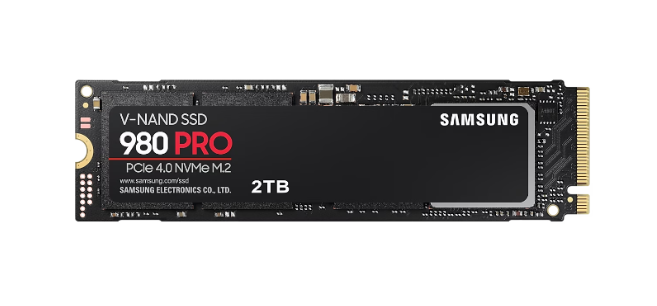 V-NAND SSD
980 PRO
PCIe 4.0 NVMe M.2
www.samsung.com/ssd
SAMSUNG ELECTRONICS CO., LTD.
2TB
SAMSUNG